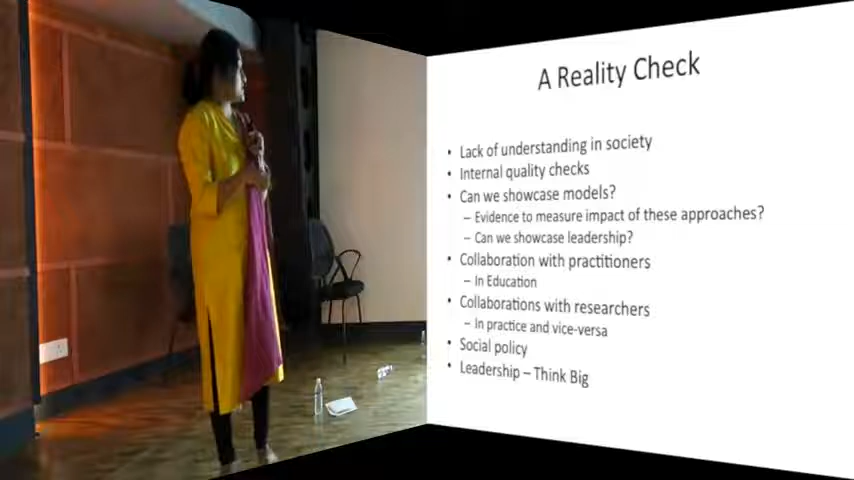 A Reality Check
• Lack of understanding in society
• Internal quality checks
• Can we showcase models?
– Evidence to measure impact of these approaches?
– Can we showcase leadership?
• Collaboration with practitioners
– In Education
• Collaborations with researchers
– In practice and vice-versa
• Social policy
• Leadership – Think Big